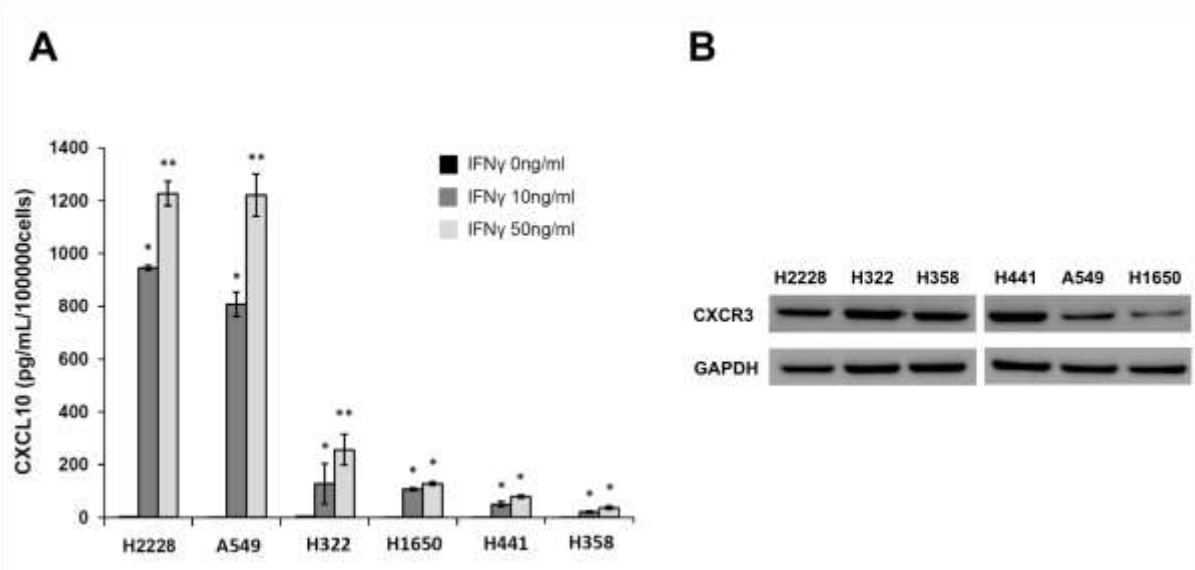 A
B
1400
1200
1000
800
600
400
200
0
CXCL10 (pg/mL/100000cells)
IFNγ 0ng/ml
IFNγ 10ng/ml
IFNγ 50ng/ml
* ** * ** * ** * * * * * *
H2228 A549 H322 H1650 H441 H358
H2228 H322 H358 H441 A549 H1650
CXCR3
GAPDH